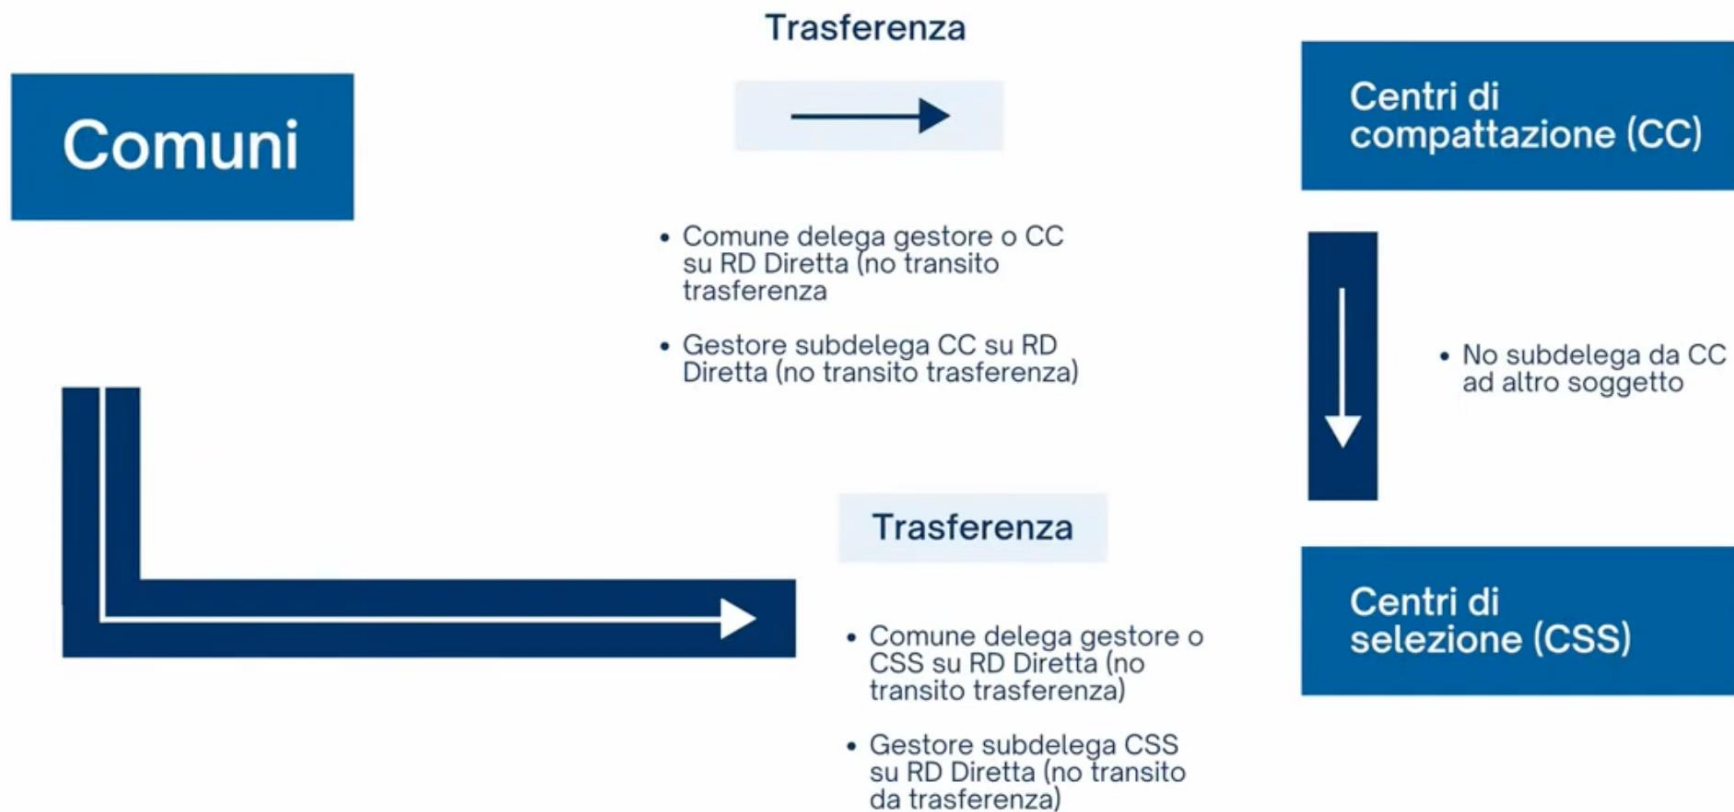 Trasferenza
Comuni
Centri di
compattazione (CC)
• Comune delega gestore o CC
su RD Diretta (no transito
trasferenza
• Gestore subdelega CC su RD
Diretta (no transito trasferenza)
• No subdelega da CC
ad altro soggetto
Trasferenza
• Comune delega gestore o
CSS su RD Diretta (no
transito trasferenza)
• Gestore subdelega CSS
su RD Diretta (no transito
da trasferenza)
Centri di
selezione (CSS)